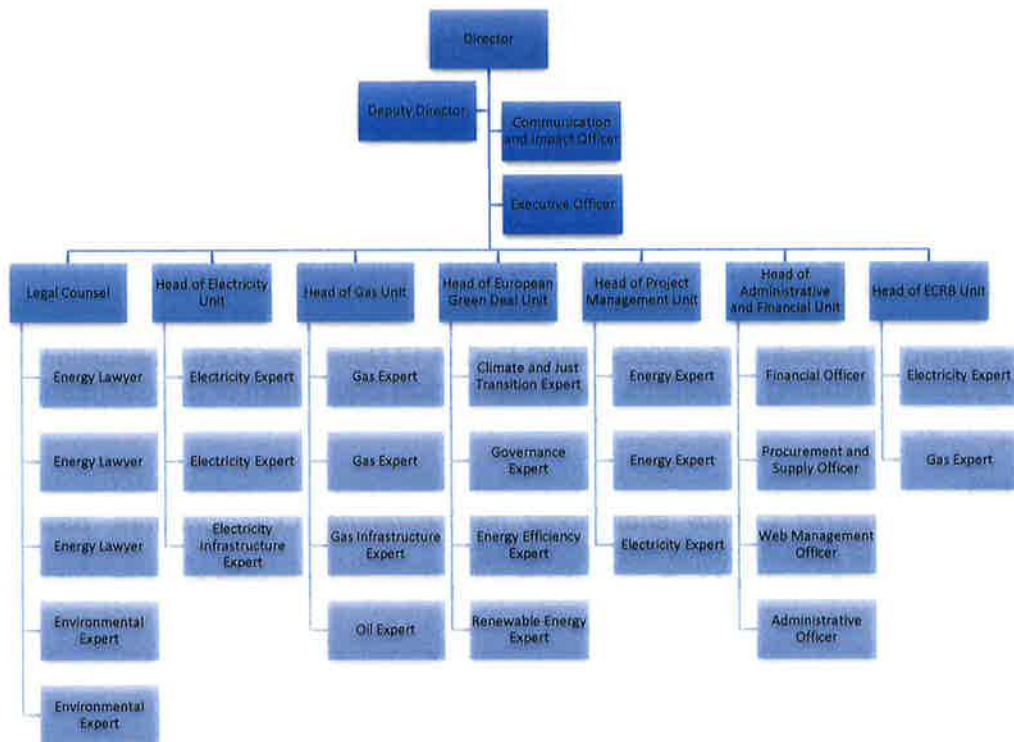 Director
Deputy Director
Communication
and Impact Officer
Executive Officer
Legal Counsel
Head of Electricity
Unit
Head of Gas Unit
Head of European
Green Deal Unit
Head of Project
Management Unit
Head of
Administrative
and Financial Unit
Head of ECRB Unit
Energy Lawyer
Electricity Expert
Gas Expert
Climate and Just
Transition Expert
Energy Expert
Financial Officer
Electricity Expert
Energy Lawyer
Electricity Expert
Gas Expert
Governance
Expert
Energy Expert
Procurement and
Supply Officer
Gas Expert
Energy Lawyer
Electricity
Infrastructure
Expert
Gas Infrastructure
Expert
Energy Efficiency
Expert
Electricity Expert
Web Management
Officer
Environmental
Expert
Oil Expert
Renewable Energy
Expert
Administrative
Officer
Environmental
Expert